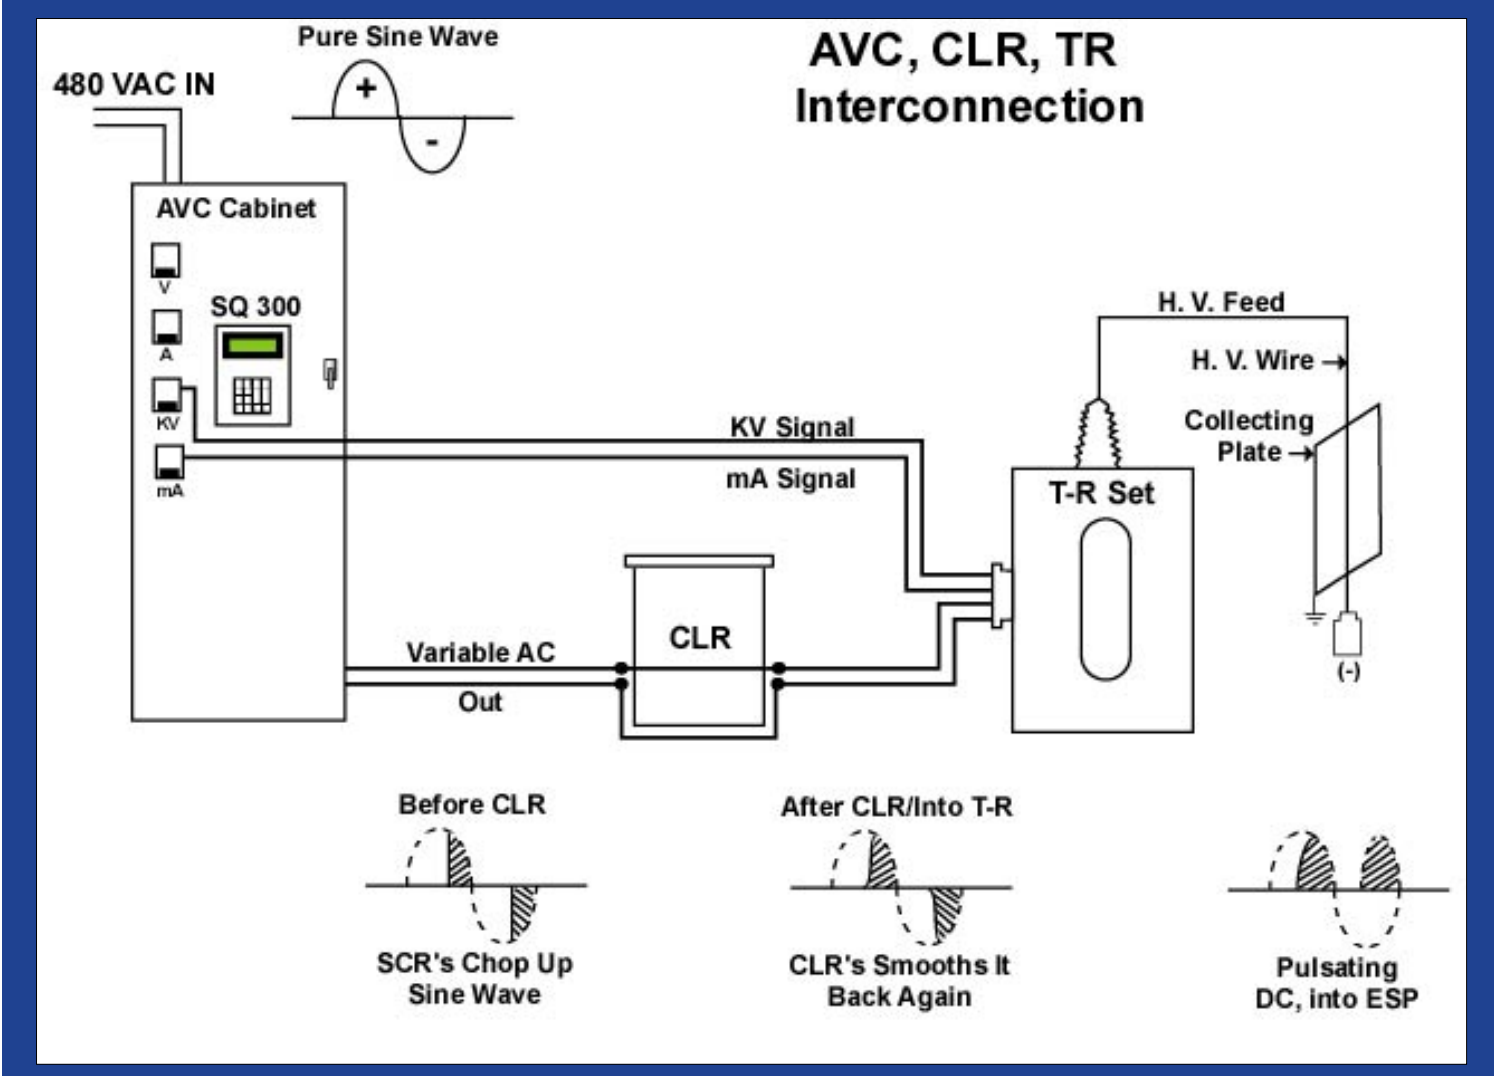 Pure Sine Wave
+
-
AVC, CLR, TR
Interconnection
480 VAC IN
AVC Cabinet
V
SQ 300
A
KV
mA
H. V. Feed
H. V. Wire
Collecting
Plate
KV Signal
mA Signal
T-R Set
CLR
Variable AC
Out
(-)
Before CLR
SCR's Chop Up
Sine Wave
After CLR/Into T-R
CLR's Smooths It
Back Again
Pulsating
DC, into ESP